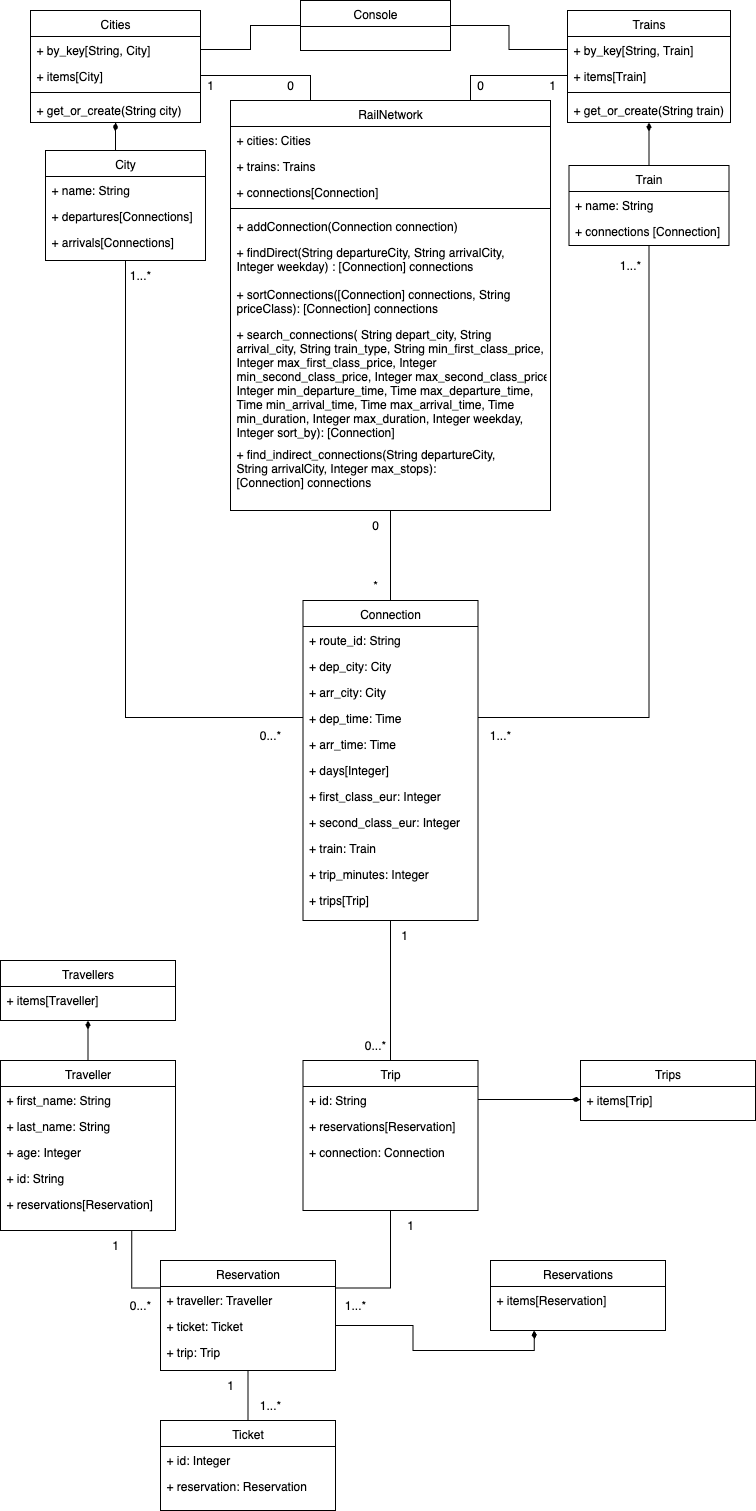 Console
Cities
+ by_key[String, City]
+ items[City]
+ get_or_create(String city)
Trains
+ by_key[String, Train]
+ items[Train]
+ get_or_create(String train)
1
0
0
1
RailNetwork
+ cities: Cities
+ trains: Trains
+ connections[Connection]
+ addConnection(Connection connection)
+ findDirect(String departureCity, String arrivalCity,
Integer weekday) : [Connection] connections
+ sortConnections([Connection] connections, String
priceClass): [Connection] connections
+ search_connections( String depart_city, String
arrival_city, String train_type, String min_first_class_price,
Integer max_first_class_price, Integer
min_second_class_price, Integer max_second_class_price
Integer min_departure_time, Time max_departure_time,
Time min_arrival_time, Time max_arrival_time, Time
min_duration, Integer max_duration, Integer weekday,
Integer sort_by): [Connection]
+ find_indirect_connections(String departureCity,
String arrivalCity, Integer max_stops):
[Connection] connections
City
+ name: String
+ departures[Connections]
+ arrivals[Connections]
1...*
Train
+ name: String
+ connections [Connection]
1...*
0
*
Connection
+ route_id: String
+ dep_city: City
+ arr_city: City
+ dep_time: Time
+ arr_time: Time
+ days[Integer]
+ first_class_eur: Integer
+ second_class_eur: Integer
+ train: Train
+ trip_minutes: Integer
+ trips[Trip]
0...*
1...*
1
0...*
Travellers
+ items[Traveller]
Traveller
+ first_name: String
+ last_name: String
+ age: Integer
+ id: String
+ reservations[Reservation]
Trip
+ id: String
+ reservations[Reservation]
+ connection: Connection
Trips
+ items[Trip]
1
1
0...*
1...*
Reservation
+ traveller: Traveller
+ ticket: Ticket
+ trip: Trip
Reservations
+ items[Reservation]
1
1...*
Ticket
+ id: Integer
+ reservation: Reservation